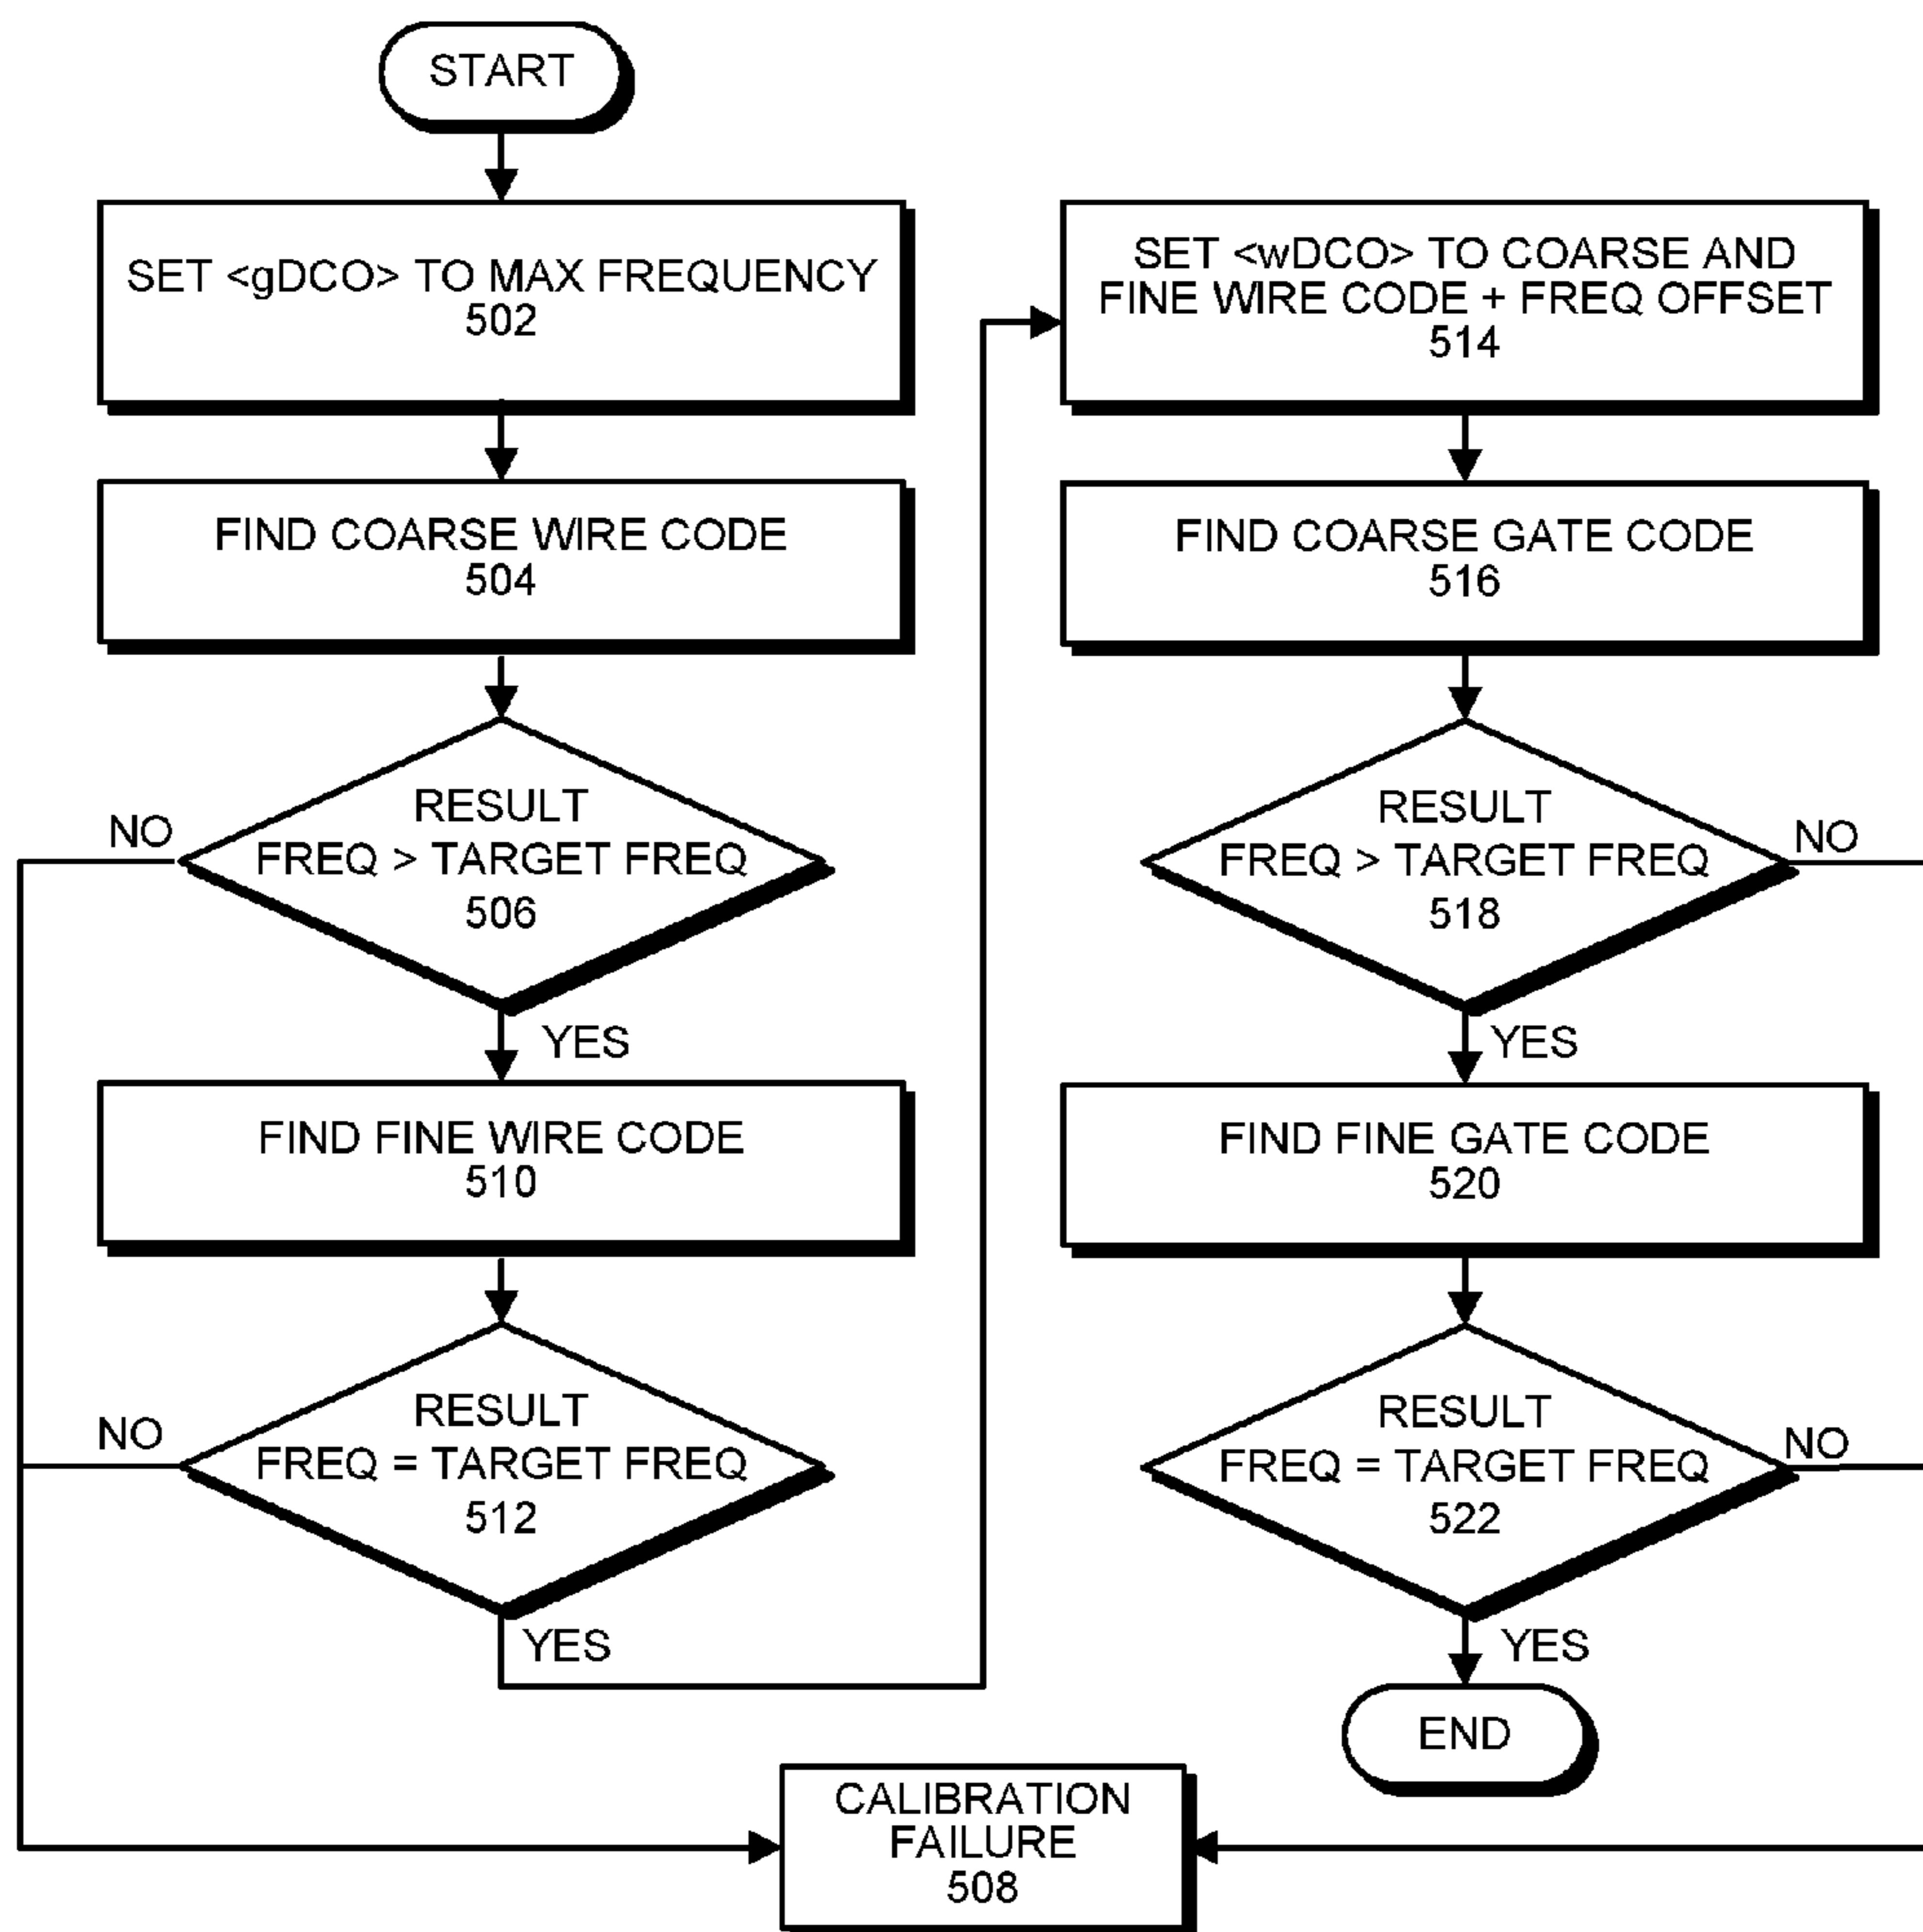 START
SET <gDCO> TO MAX FREQUENCY
502
FIND COARSE WIRE CODE
504
RESULT
FREQ > TARGET FREQ
506
NO
YES
FIND FINE WIRE CODE
510
RESULT
FREQ = TARGET FREQ
512
NO
YES
SET <wDCO> TO COARSE AND
FINE WIRE CODE + FREQ OFFSET
514
FIND COARSE GATE CODE
516
RESULT
FREQ > TARGET FREQ
518
NO
YES
FIND FINE GATE CODE
520
RESULT
FREQ = TARGET FREQ
522
NO
YES
END
CALIBRATION
FAILURE
508